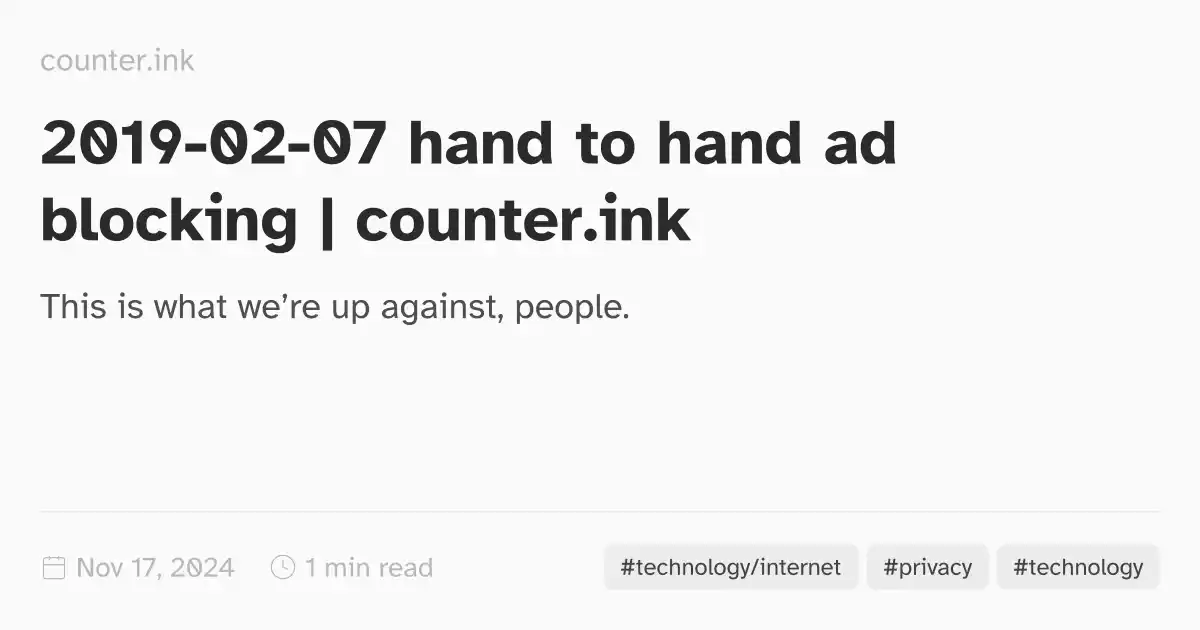 counter.ink
2019-02-07 hand to hand ad
blocking | counter.ink
This is what we’re up against, people.
Nov 17, 2024
1 min read
#technology/internet
#privacy
#technology